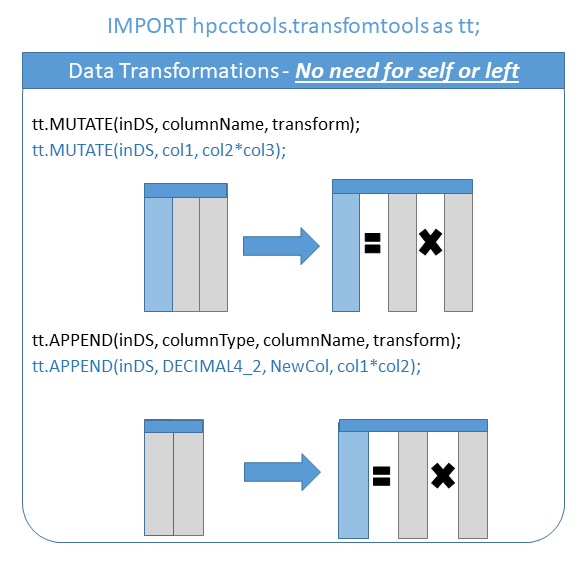 IMPORT hpcctools.transfomtools as tt;
Data Transformations - No need for self or left
tt.MUTATE(inDS, columnName, transform);
tt.MUTATE(inDS, col1, col2*col3);
tt.APPEND(inDS, columnType, columnName, transform);
tt.APPEND(inDS, DECIMAL4_2, NewCol, col1*col2);